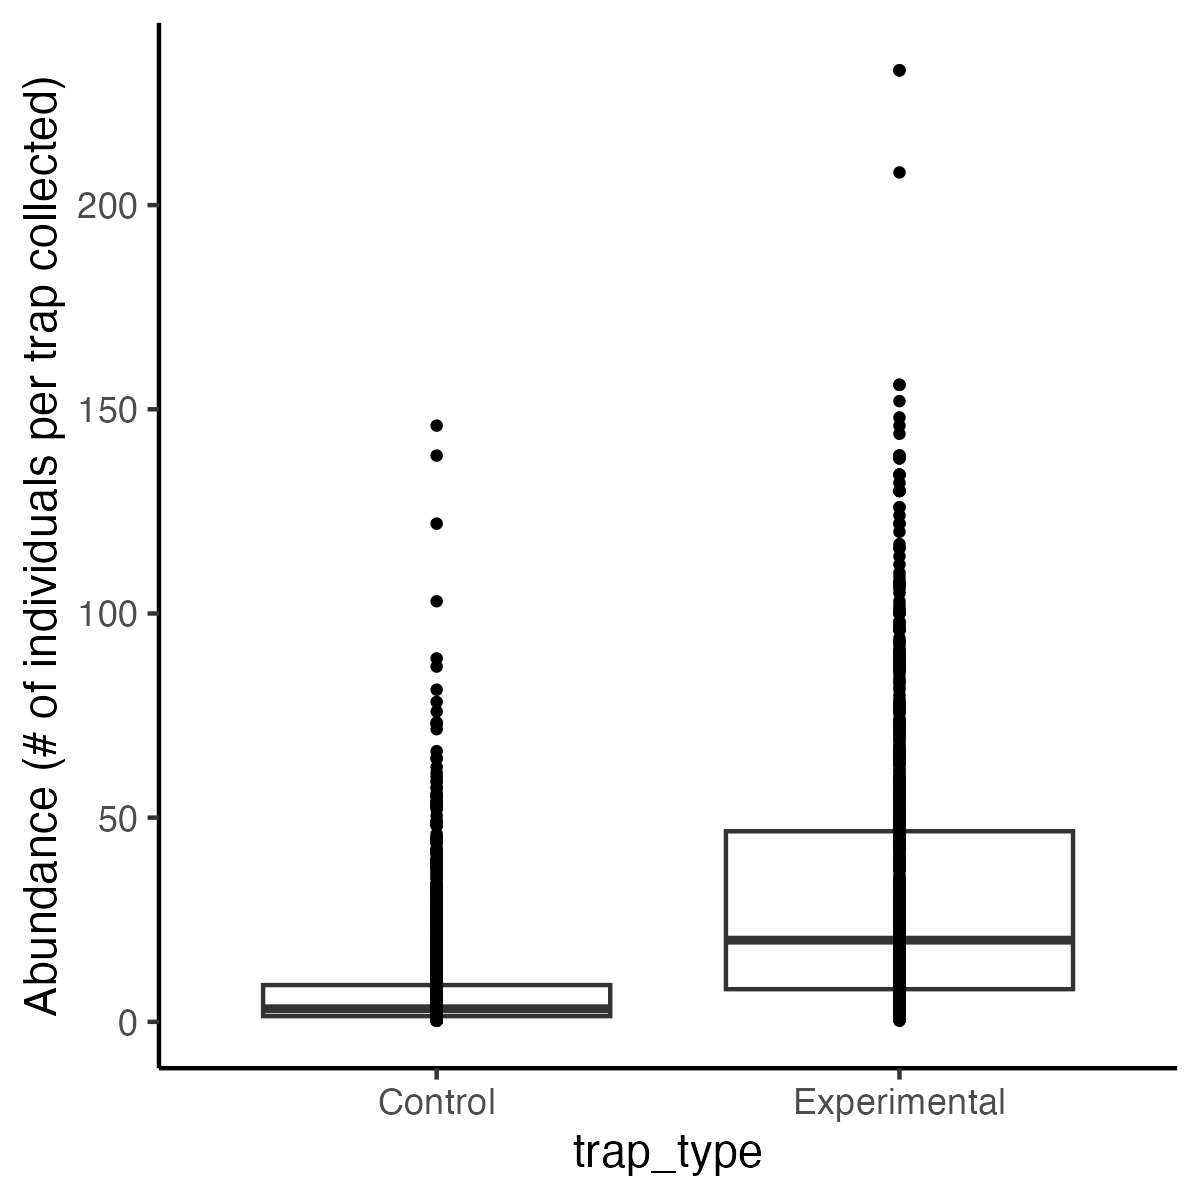 Abundance (# of individuals per trap collected)
200
150
100
50
0
Control
Experimental
trap_type